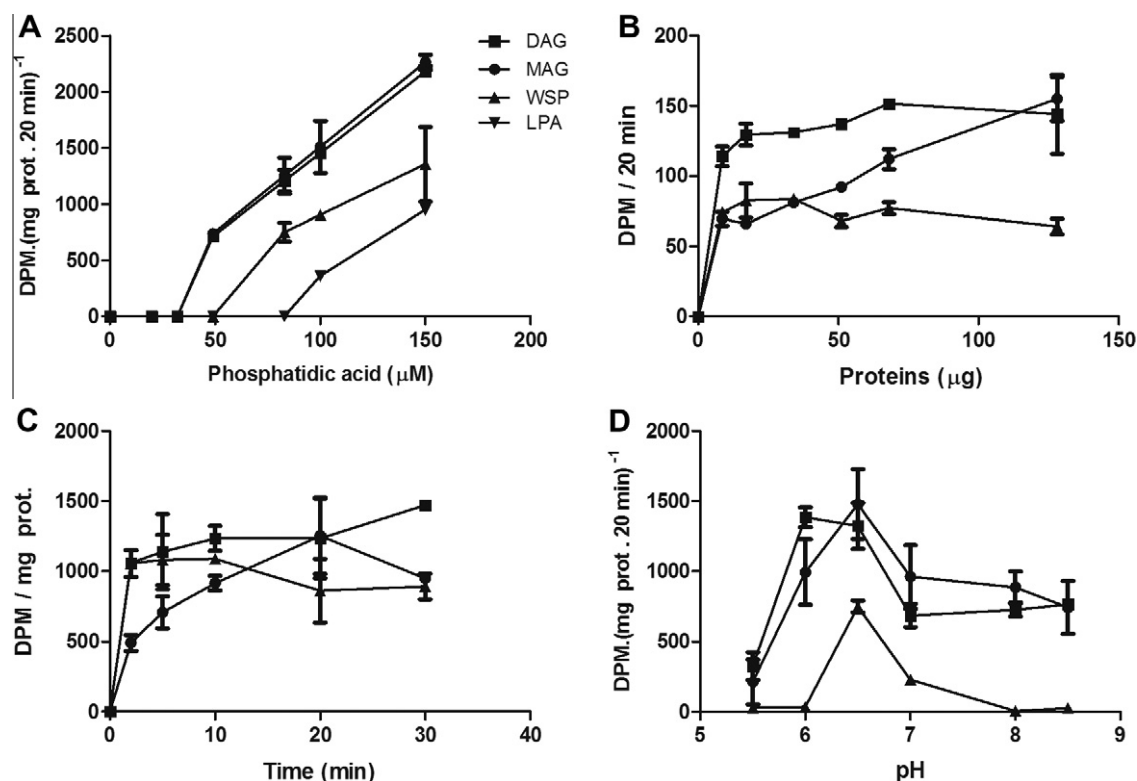 A
2500
2000
1500
1000
500
0
DPM.(mg prot. 20 min)⁻¹
0 50 100 150 200
Phosphatidic acid (μM)
DAG
MAG
WSP
LPA
B
200
150
100
50
0
DPM / 20 min
0 50 100 150
Proteins (μg)
C
2000
1500
1000
500
0
DPM / mg prot.
0 10 20 30 40
Time (min)
D
2000
1500
1000
500
0
DPM.(mg prot . 20 min)⁻¹
5 6 7 8 9
pH